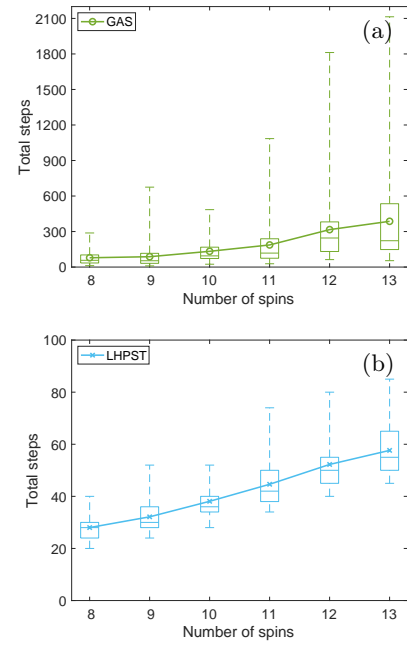 GAS
(a)
2100
1800
1500
1200
900
600
300
0
Total steps
8 9 10 11 12 13
Number of spins
LHPST
(b)
100
80
60
40
20
0
Total steps
8 9 10 11 12 13
Number of spins